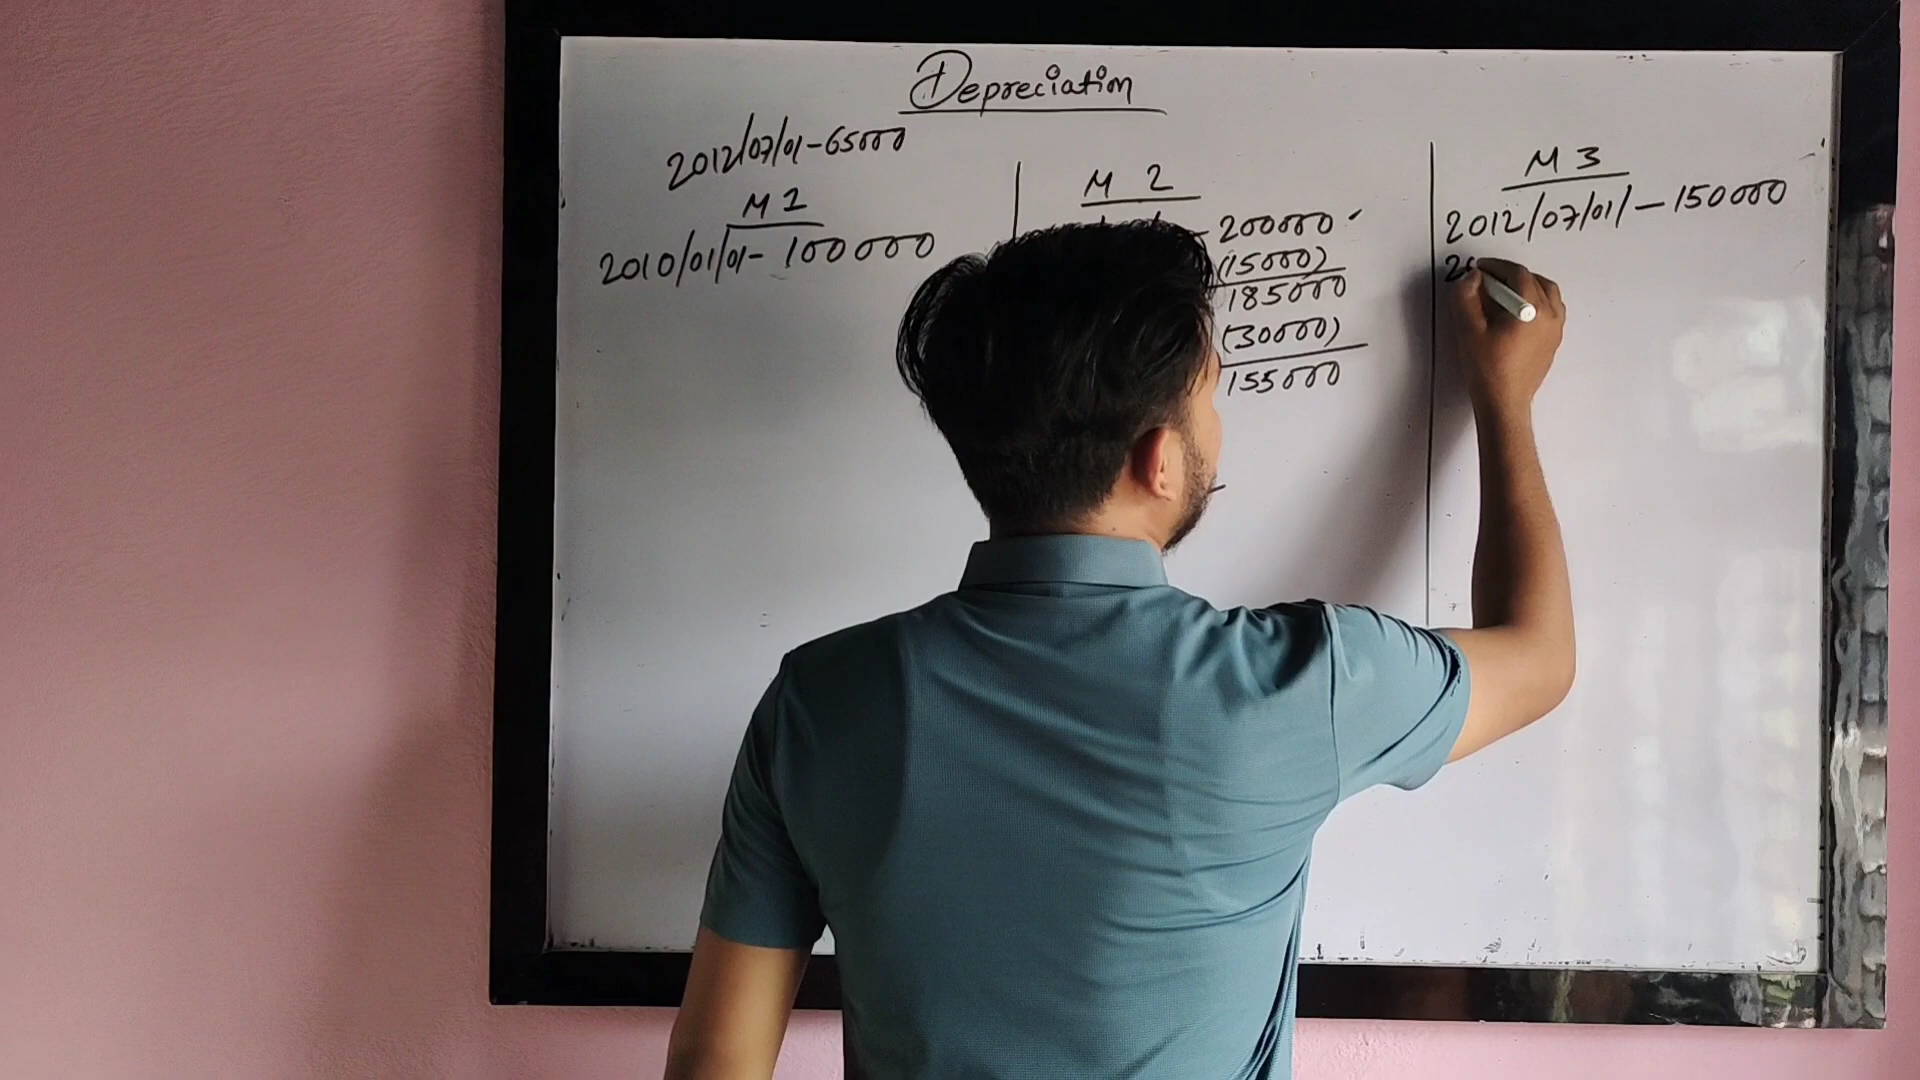 Depreciation
2012/07/01-65000
M1
2010/01/01- 100000
M 2
- 200000
(15000)
185000
(30000)
155000
M 3
2012/07/01/-150000